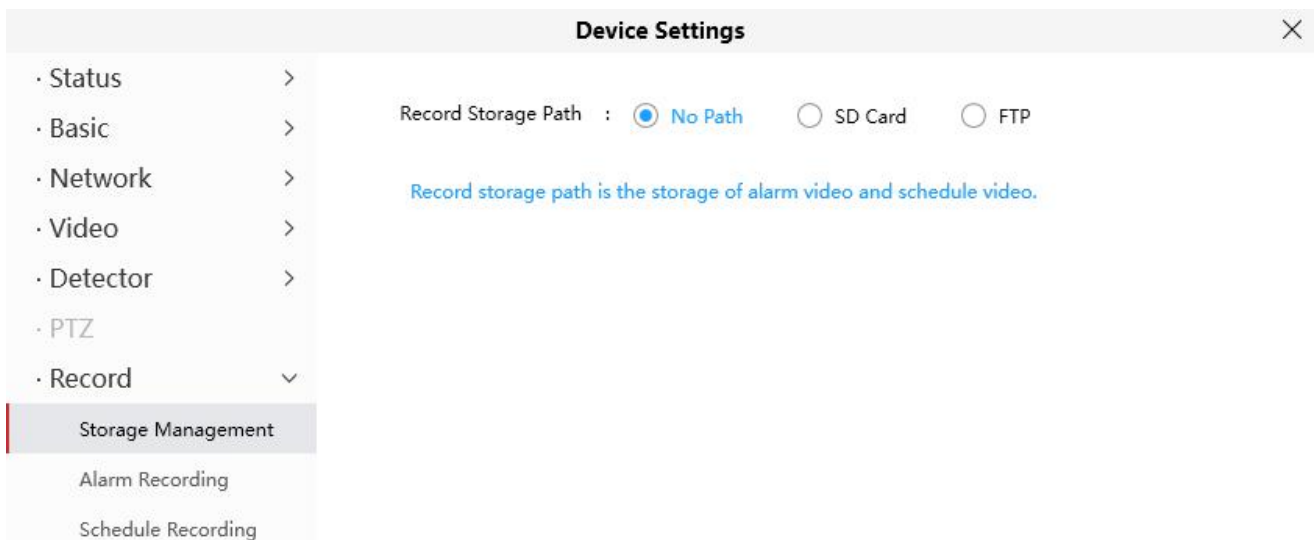 Device Settings
· Status
· Basic
· Network
· Video
· Detector
· PTZ
· Record
Storage Management
Alarm Recording
Schedule Recording
Record Storage Path : No Path SD Card FTP
Record storage path is the storage of alarm video and schedule video.